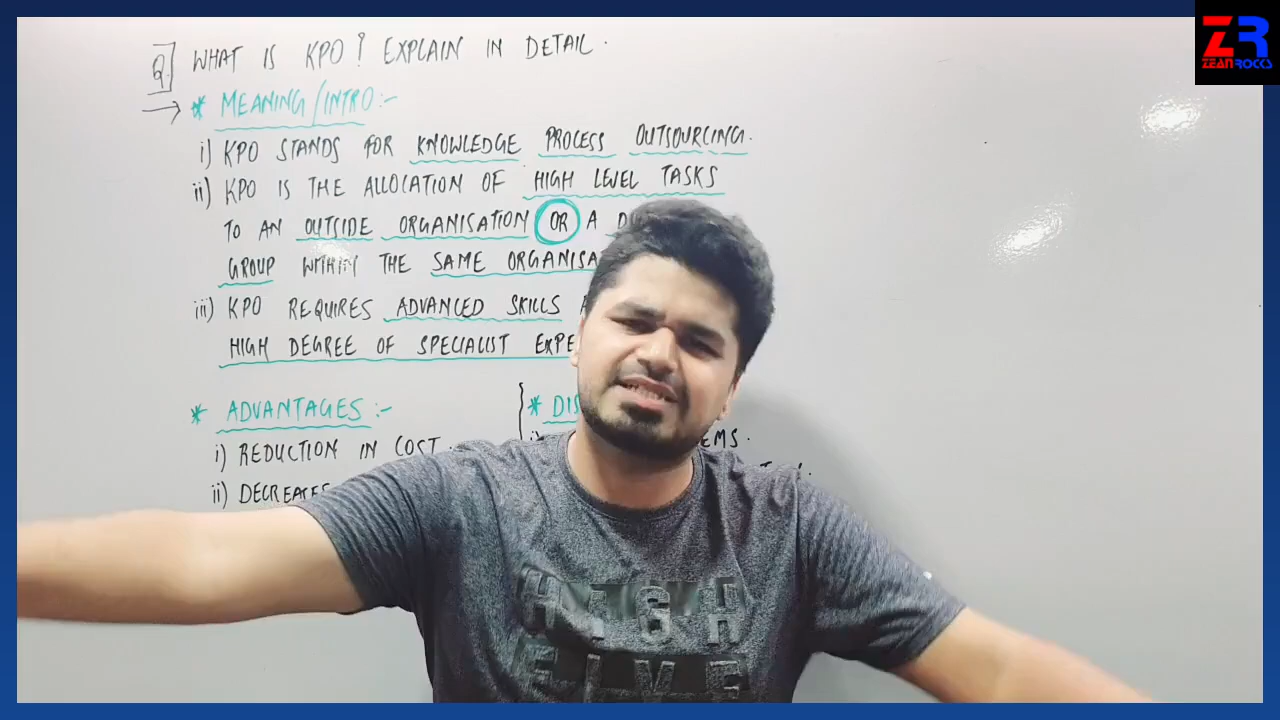 Q. WHAT IS KPO? EXPLAIN IN DETAIL.
→ * MEANING/INTRO:-
i) KPO STANDS FOR KNOWLEDGE PROCESS OUTSOURCING.
ii) KPO IS THE ALLOCATION OF HIGH LEVEL TASKS
TO AN OUTSIDE ORGANISATION OR A
GROUP WITHIN THE SAME
iii) KPO REQUIRES ADVANCED SKILLS
HIGH DEGREE OF SPECIALIST
* ADVANTAGES:-
i) REDUCTION IN COST.
ii) DECREASES
*
i)
HIGH
FIVE
ZR
ZEANROCKS